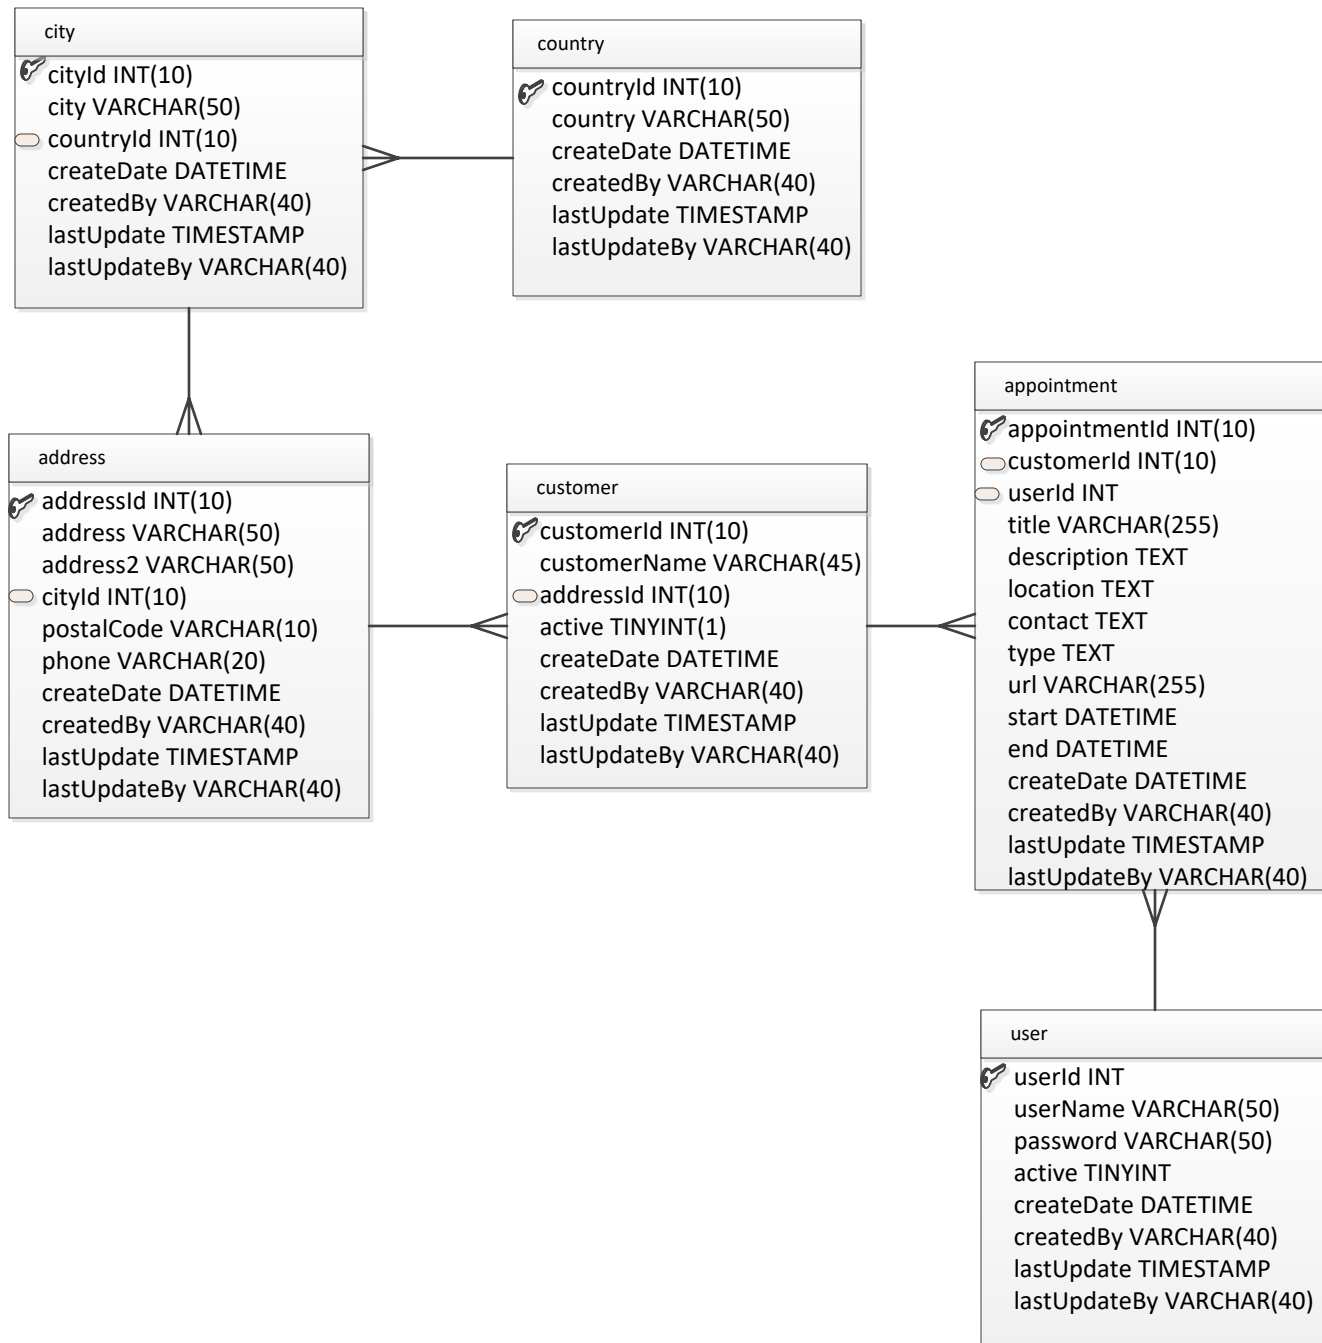 city
cityId INT(10)
city VARCHAR(50)
countryId INT(10)
createDate DATETIME
createdBy VARCHAR(40)
lastUpdate TIMESTAMP
lastUpdateBy VARCHAR(40)
country
countryId INT(10)
country VARCHAR(50)
createDate DATETIME
createdBy VARCHAR(40)
lastUpdate TIMESTAMP
lastUpdateBy VARCHAR(40)
address
addressId INT(10)
address VARCHAR(50)
address2 VARCHAR(50)
cityId INT(10)
postalCode VARCHAR(10)
phone VARCHAR(20)
createDate DATETIME
createdBy VARCHAR(40)
lastUpdate TIMESTAMP
lastUpdateBy VARCHAR(40)
customer
customerId INT(10)
customerName VARCHAR(45)
addressId INT(10)
active TINYINT(1)
createDate DATETIME
createdBy VARCHAR(40)
lastUpdate TIMESTAMP
lastUpdateBy VARCHAR(40)
appointment
appointmentId INT(10)
customerId INT(10)
userId INT
title VARCHAR(255)
description TEXT
location TEXT
contact TEXT
type TEXT
url VARCHAR(255)
start DATETIME
end DATETIME
createDate DATETIME
createdBy VARCHAR(40)
lastUpdate TIMESTAMP
lastUpdateBy VARCHAR(40)
user
userId INT
userName VARCHAR(50)
password VARCHAR(50)
active TINYINT
createDate DATETIME
createdBy VARCHAR(40)
lastUpdate TIMESTAMP
lastUpdateBy VARCHAR(40)